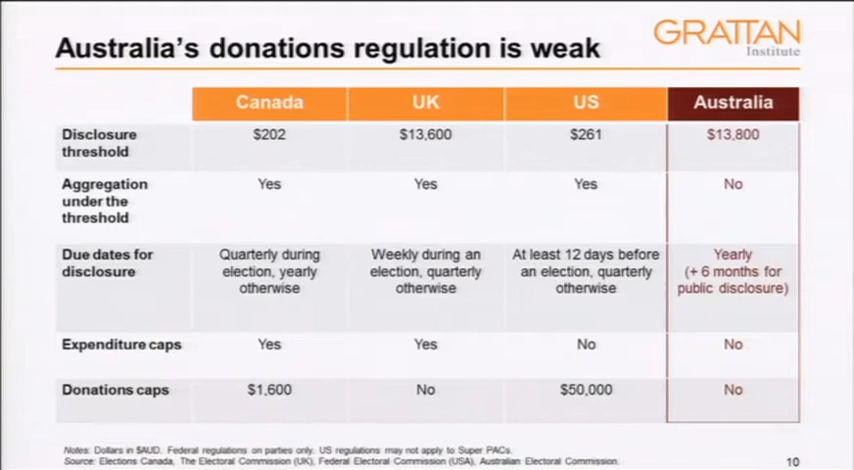 Australia's donations regulation is weak
GRATTAN
Institute
Canada UK US Australia
Disclosure threshold $202 $13,600 $261 $13,800
Aggregation under the threshold Yes Yes Yes No
Due dates for disclosure Quarterly during election, yearly otherwise Weekly during an election, quarterly otherwise At least 12 days before an election, quarterly otherwise Yearly (+ 6 months for public disclosure)
Expenditure caps Yes Yes No No
Donations caps $1,600 No $50,000 No
Notes: Dollars in $AUD. Federal regulations on parties only. US regulations may not apply to Super PACs.
Source: Elections Canada, The Electoral Commission (UK), Federal Electoral Commission (USA), Australian Electoral Commission.
10